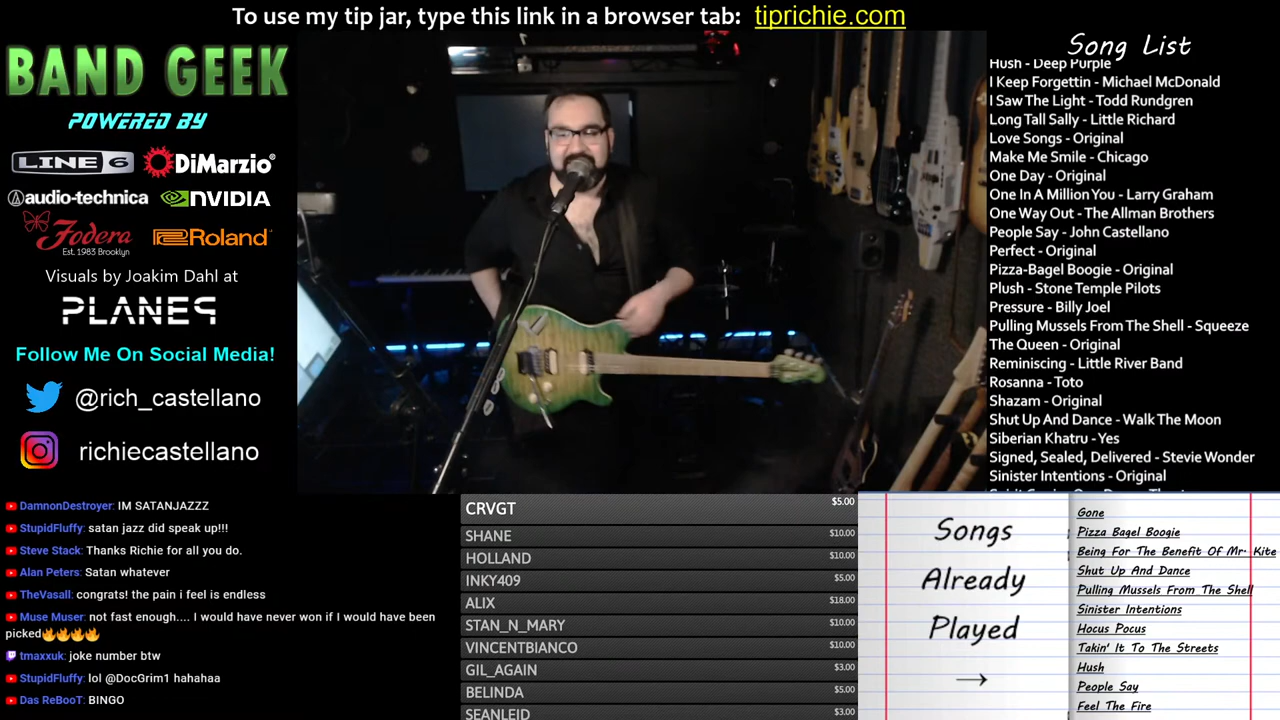 To use my tip jar, type this link in a browser tab: tiprichie.com
BAND GEEK
POWERED BY
LINE 6
DiMarzio
audio-technica
NVIDIA
Fodera
Est. 1983 Brooklyn
Roland
Visuals by Joakim Dahl at
PLANE9
Follow Me On Social Media!
@rich_castellano
richiecastellano
Song List
Hush - Deep Purple
I Keep Forgettin - Michael McDonald
I Saw The Light - Todd Rundgren
Long Tall Sally - Little Richard
Love Songs - Original
Make Me Smile - Chicago
One Day - Original
One In A Million You - Larry Graham
One Way Out - The Allman Brothers
People Say - John Castellano
Perfect - Original
Pizza-Bagel Boogie - Original
Plush - Stone Temple Pilots
Pressure - Billy Joel
Pulling Mussels From The Shell - Squeeze
The Queen - Original
Reminiscing - Little River Band
Rosanna - Toto
Shazam - Original
Shut Up And Dance - Walk The Moon
Siberian Khatru - Yes
Signed, Sealed, Delivered - Stevie Wonder
Sinister Intentions - Original
DamnonDestroyer: IM SATANJAZZZ
StupidFluffy: satan jazz did speak up!!!
Steve Stack: Thanks Richie for all you do.
Alan Peters: Satan whatever
TheVasall: congrats! the pain i feel is endless
Muse Muser: not fast enough.... I would have never won if I would have been
picked🔥🔥🔥🔥
tmaxxuk: joke number btw
StupidFluffy: lol @DocGrim1 hahahaa
Das ReBooT: BINGO
CRVGT $5.00
SHANE $10.00
HOLLAND $10.00
INKY409 $5.00
ALIX $18.00
STAN_N_MARY $10.00
VINCENTBIANCO $10.00
GIL_AGAIN $3.00
BELINDA $5.00
SEANLEID $3.00
Songs
Already
Played
→
Gone
Pizza Bagel Boogie
Being For The Benefit Of Mr. Kite
Shut Up And Dance
Pulling Mussels From The Shell
Sinister Intentions
Hocus Pocus
Takin' It To The Streets
Hush
People Say
Feel The Fire